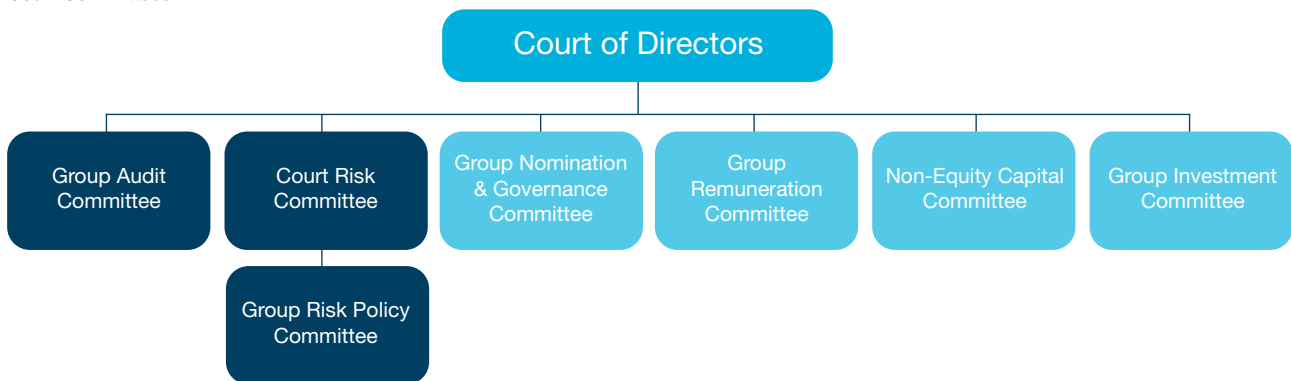 Court of Directors
Group Audit
Committee
Court Risk
Committee
Group Nomination
& Governance
Committee
Group
Remuneration
Committee
Non-Equity Capital
Committee
Group Investment
Committee
Group Risk Policy
Committee